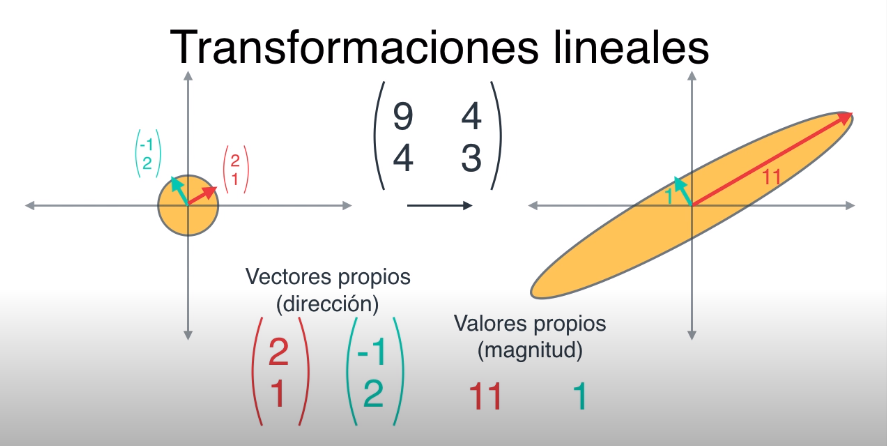 Transformaciones lineales
9 4
4 3
-1
2
2
1
1
11
Vectores propios
(dirección)
2
1
-1
2
Valores propios
(magnitud)
11 1